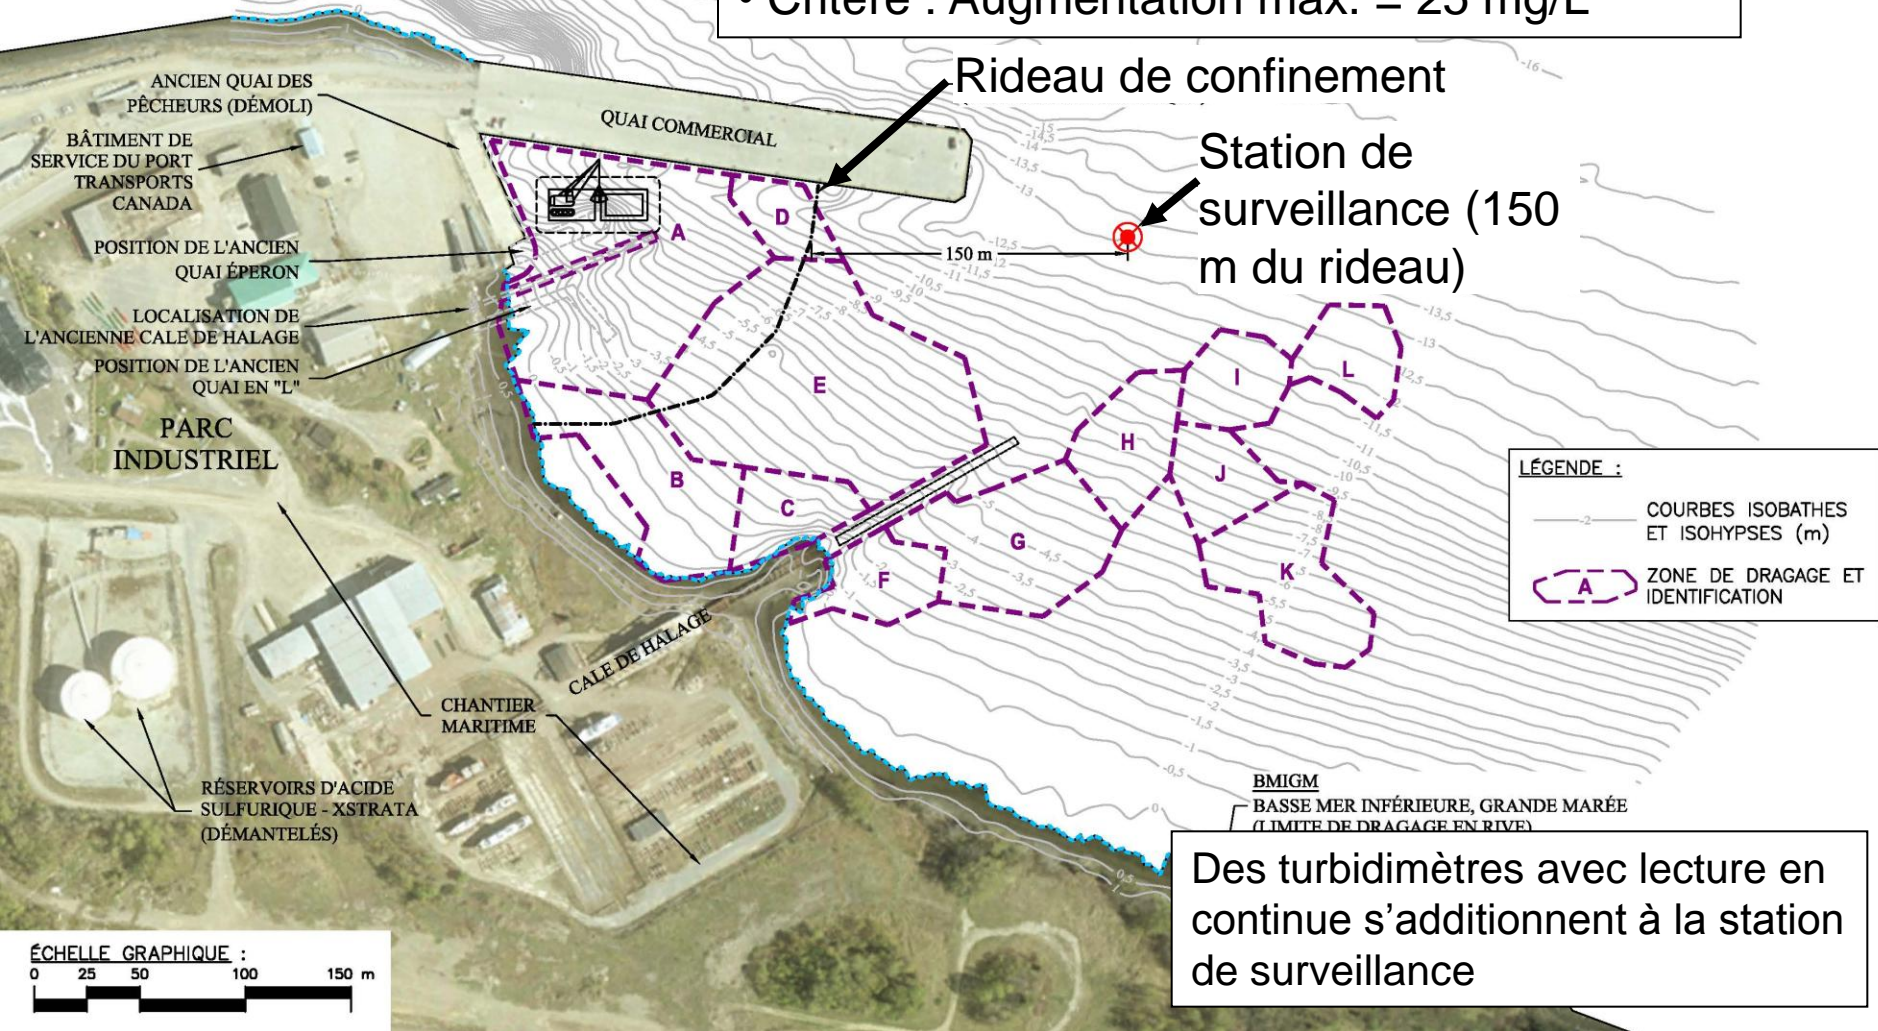 • Critère : Augmentation max. = 25 mg/L
Rideau de confinement
Station de
surveillance (150
m du rideau)
ANCIEN QUAI DES
PÊCHEURS (DÉMOLI)
BÂTIMENT DE
SERVICE DU PORT
TRANSPORTS
CANADA
POSITION DE L'ANCIEN
QUAI ÉPERON
LOCALISATION DE
L'ANCIENNE CALE DE HALAGE
POSITION DE L'ANCIEN
QUAI EN "L"
PARC
INDUSTRIEL
QUAI COMMERCIAL
A
D
150 m
E
B
C
F
G
H
I
J
K
L
CALE DE HALAGE
CHANTIER
MARITIME
RÉSERVOIRS D'ACIDE
SULFURIQUE - XSTRATA
(DÉMANTELÉS)
LÉGENDE :
-2
COURBES ISOBATHES
ET ISOHYPSES (m)
A
ZONE DE DRAGAGE ET
IDENTIFICATION
BMIGM
BASSE MER INFÉRIEURE, GRANDE MARÉE
(LIMITE DE DRAGAGE EN RIVE)
Des turbidimètres avec lecture en
continue s'additionnent à la station
de surveillance
ÉCHELLE GRAPHIQUE :
0 25 50 100 150 m